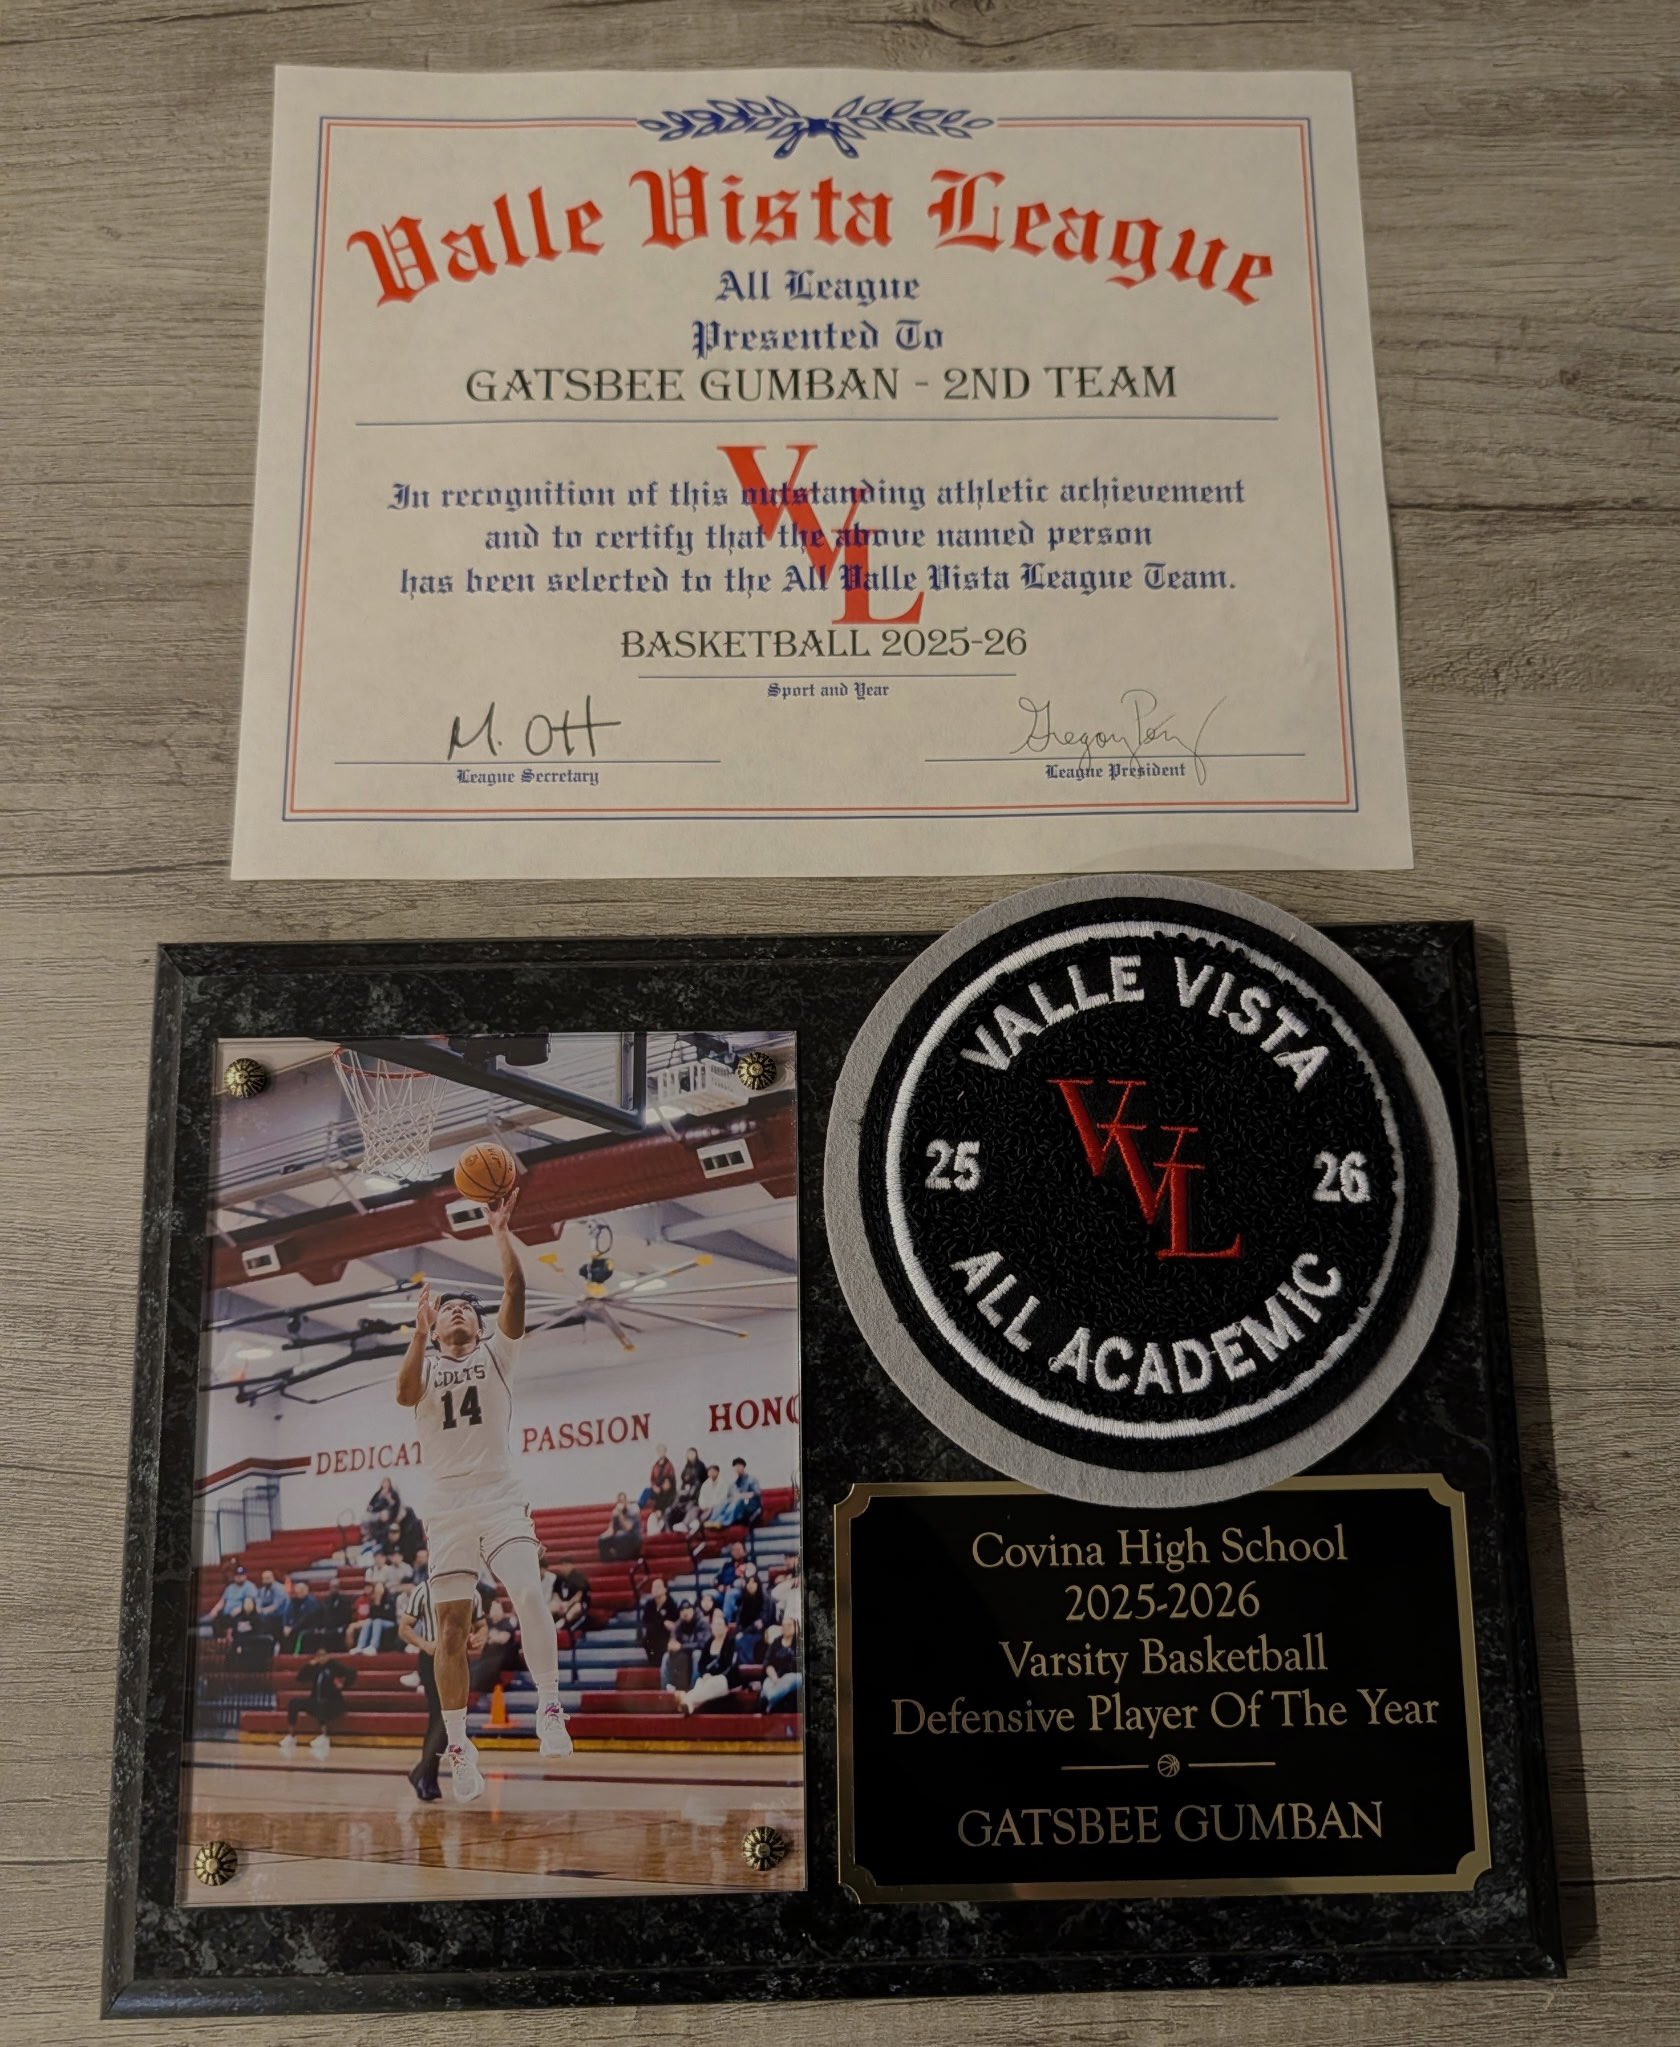 Valle Vista League
All League
Presented To
GATSBEE GUMBAN - 2ND TEAM
VVL
In recognition of this outstanding athletic achievement
and to certify that the above named person
has been selected to the All Valle Vista League Team.
BASKETBALL 2025-26
Sport and Year
M. Ott
League Secretary
League President
VALLE VISTA
25
VVL
26
ALL ACADEMIC
COLTS
14
DEDICAT
PASSION
HONO
Covina High School
2025-2026
Varsity Basketball
Defensive Player Of The Year
GATSBEE GUMBAN